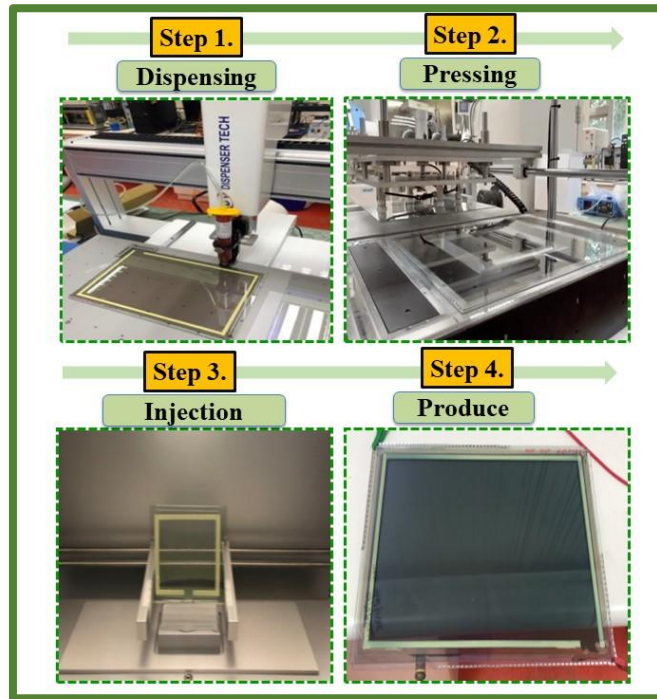 Step 1.
Dispensing
Step 2.
Pressing
DISPENSER TECH
Step 3.
Injection
Step 4.
Produce